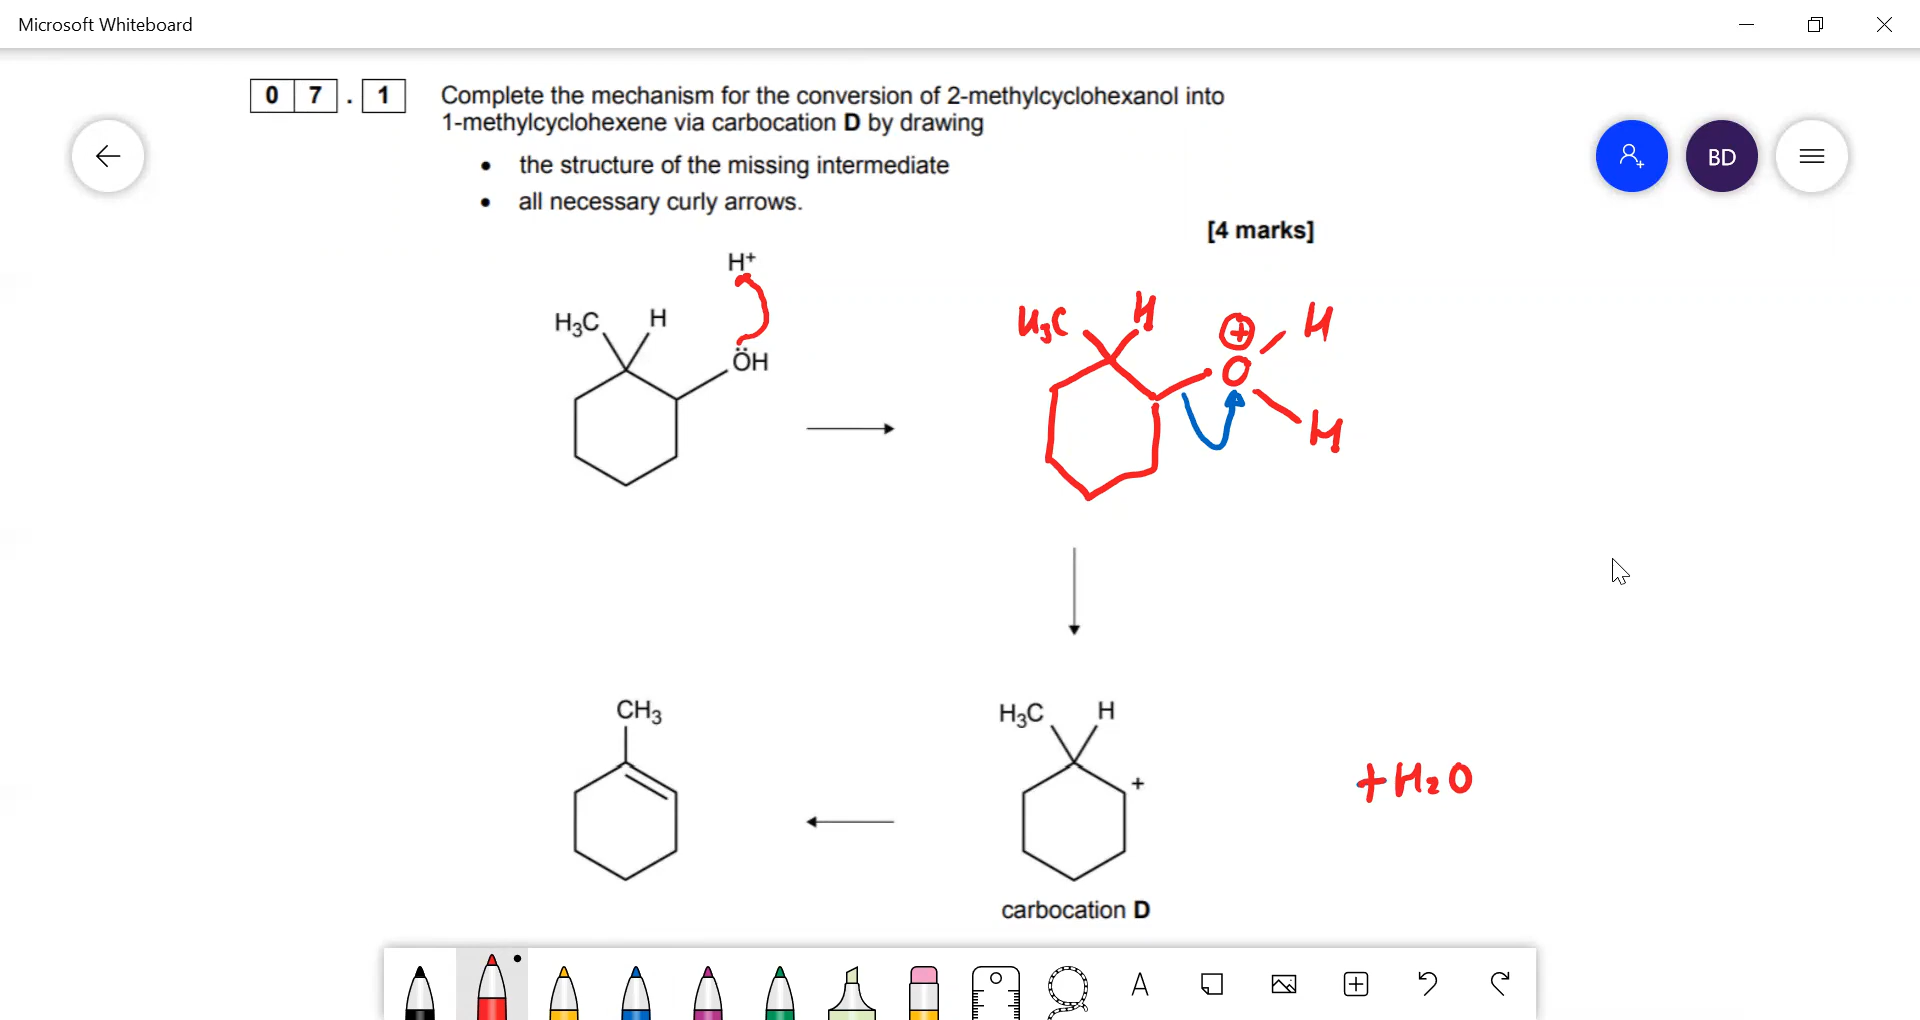 Microsoft Whiteboard
0 7 . 1 Complete the mechanism for the conversion of 2-methylcyclohexanol into
1-methylcyclohexene via carbocation D by drawing
• the structure of the missing intermediate
• all necessary curly arrows.
[4 marks]
BD
H⁺
H₃C H
ÖH
H₃C H ⊕ H
O
H
CH₃
H₃C H
+
+ H₂O
carbocation D
A